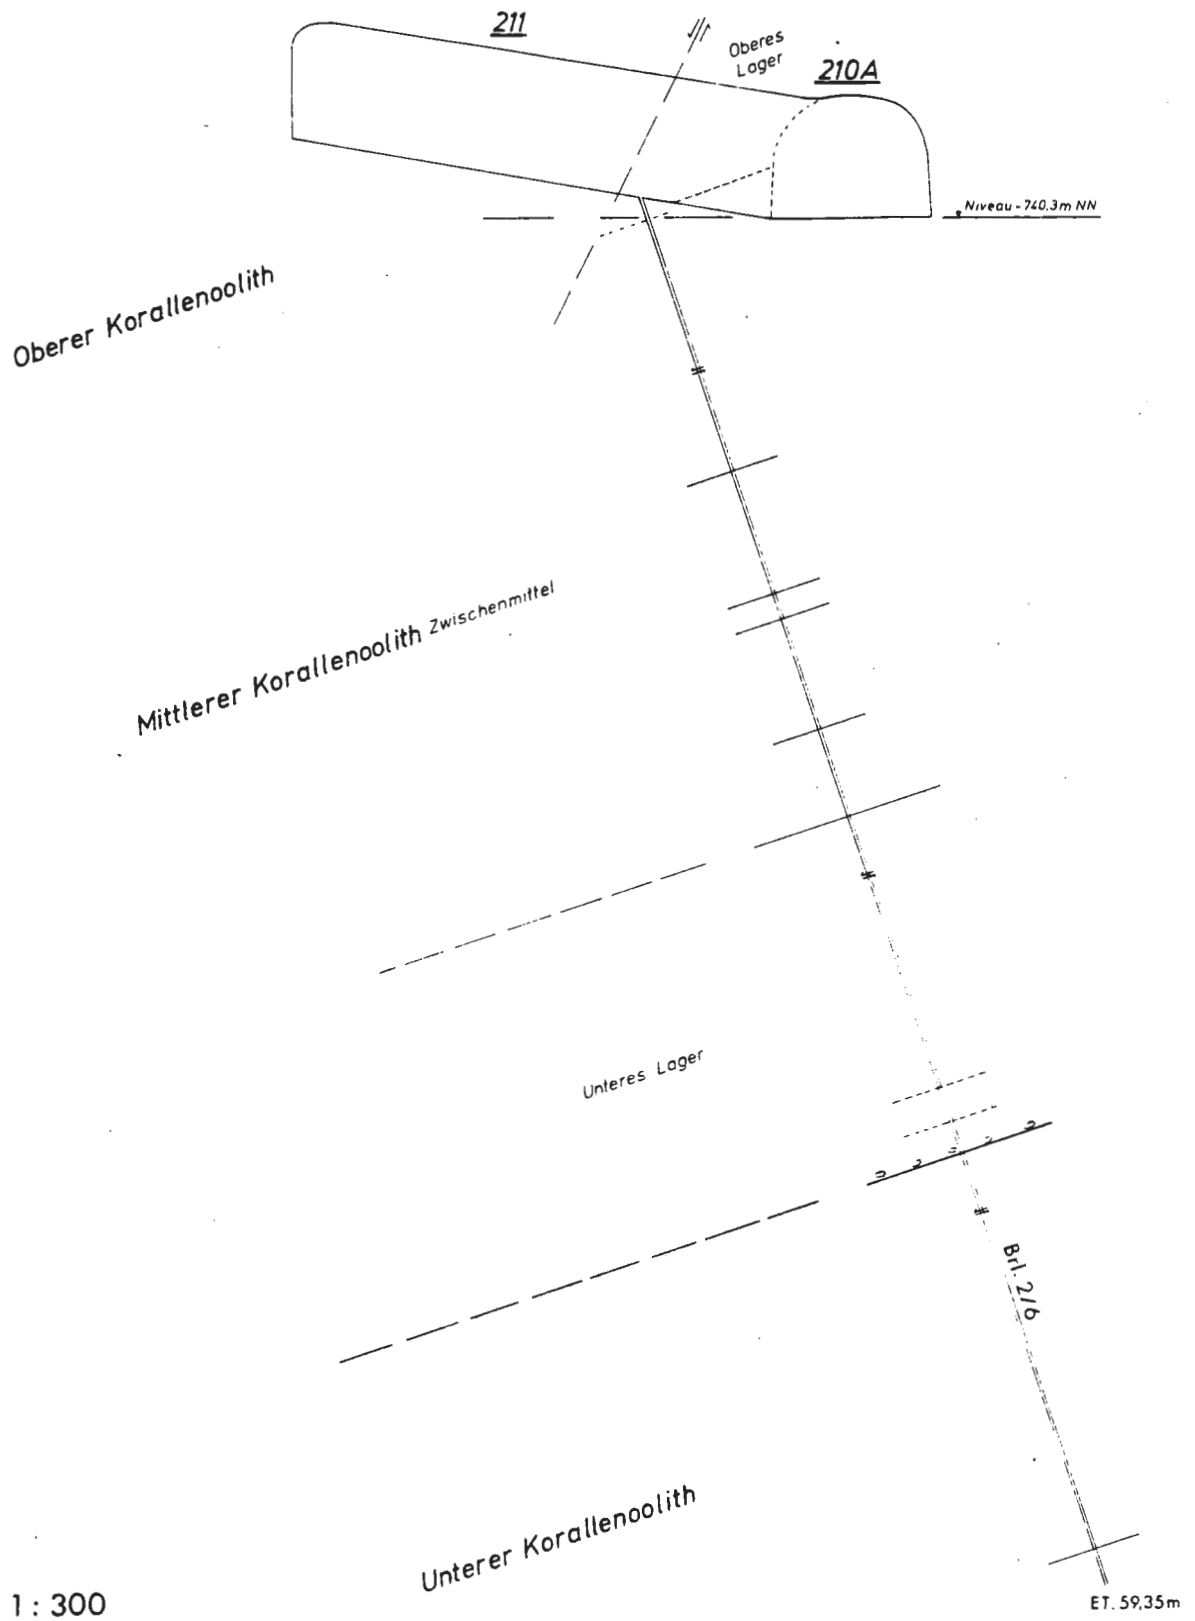 211
Oberes
Lager
210A
Niveau - 740.3m NN
Oberer Korallenoolith
Mittlerer Korallenoolith Zwischenmittel
Unteres Lager
Brl. 2/6
Unterer Korallenoolith
1 : 300
ET. 59,35m